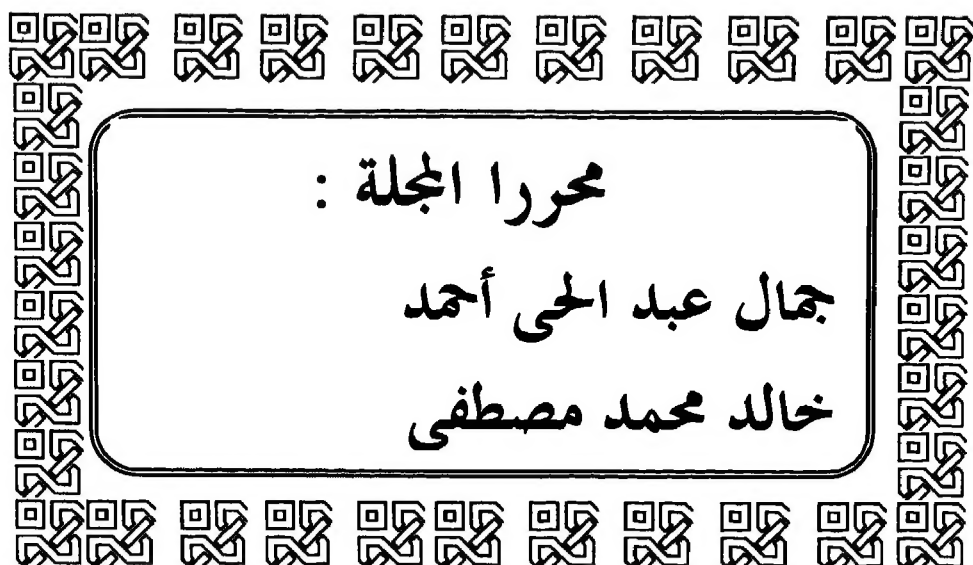 محررا المجلة :
جمال عبد الحى أحمد
خالد محمد مصطفى